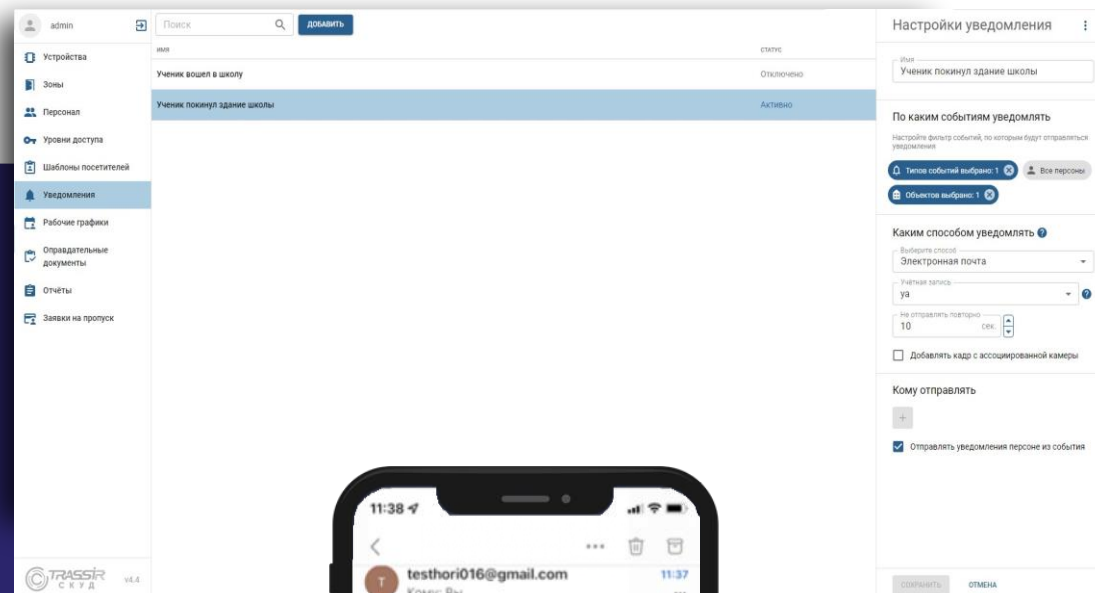 admin
Устройства
Зоны
Персонал
Уровни доступа
Шаблоны посетителей
Уведомления
Рабочие графики
Оправдательные
документы
Отчёты
Заявки на пропуск
TRASSIR
СКУД
v4.4
Поиск
ДОБАВИТЬ
ИМЯ
СТАТУС
Ученик вошел в школу
Отключено
Ученик покинул здание школы
Активно
Настройки уведомления
Имя
Ученик покинул здание школы
По каким событиям уведомлять
Настройте фильтр событий, по которым будут отправляться
уведомления
Типов событий выбрано: 1
Все персоны
Объектов выбрано: 1
Каким способом уведомлять
Выберите способ
Электронная почта
Учётная запись
ya
Не отправлять повторно
10 сек.
Добавлять кадр с ассоциированной камеры
Кому отправлять
+
Отправлять уведомления персоне из события
СОХРАНИТЬ
ОТМЕНА
11:38
T
testhori016@gmail.com
11:37
Кому: Вы